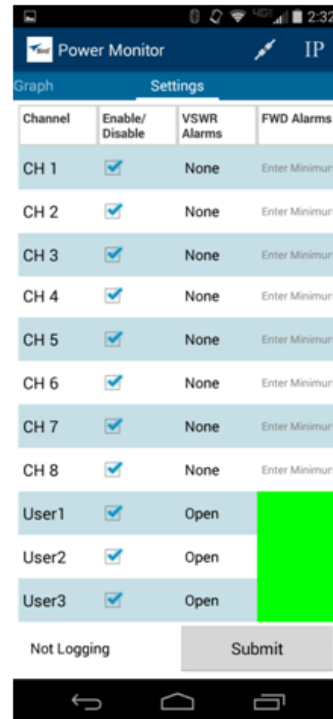 4G 2:32
Bird Power Monitor IP
Graph Settings
Channel Enable/ VSWR FWD Alarms
Disable Alarms
CH 1 None Enter Minimum
CH 2 None Enter Minimum
CH 3 None Enter Minimum
CH 4 None Enter Minimum
CH 5 None Enter Minimum
CH 6 None Enter Minimum
CH 7 None Enter Minimum
CH 8 None Enter Minimum
User1 Open
User2 Open
User3 Open
Not Logging Submit